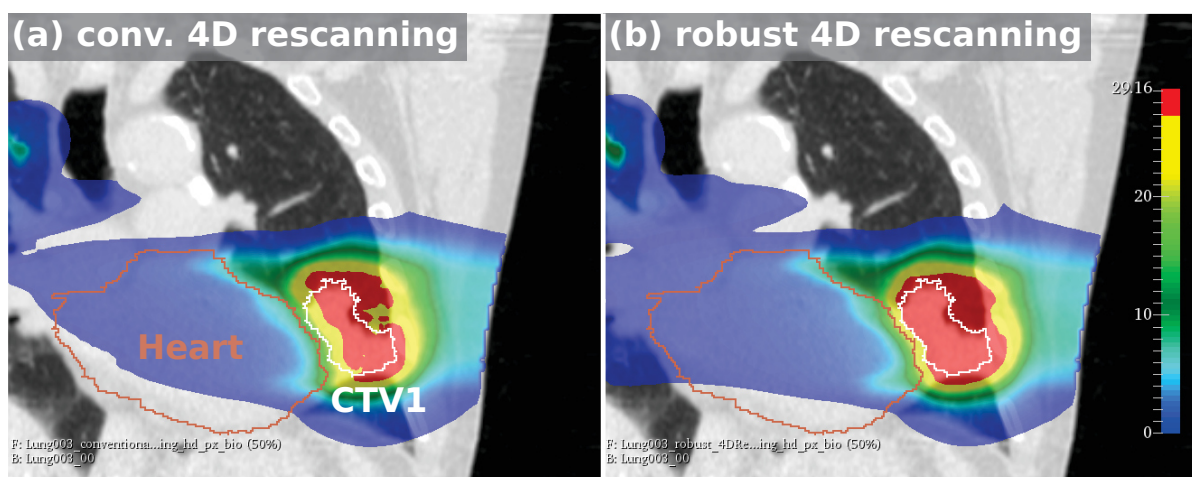 (a) conv. 4D rescanning
(b) robust 4D rescanning
29.16
20
10
0
Heart
CTV1
F: Lung003_conventiona...ing_hd_px_bio (50%)
B: Lung003_00
F: Lung003_robust_4DRe...ing_hd_px_bio (50%)
B: Lung003_00